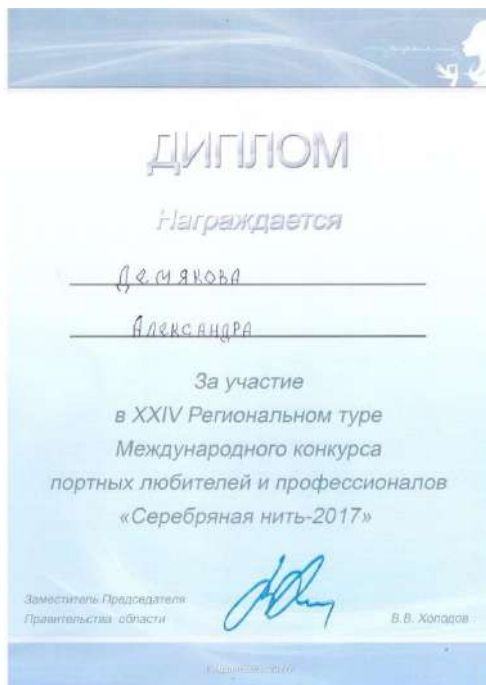 ДИПЛОМ
Награждается
Демякова
Александра
За участие
в XXIV Региональном туре
Международного конкурса
портных любителей и профессионалов
«Серебряная нить-2017»
Заместитель Председателя
Правительства области
В.В. Холодов